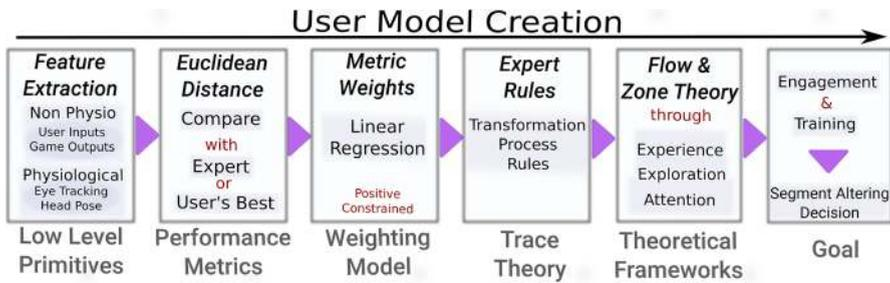 User Model Creation
Feature
Extraction
Non Physio
User Inputs
Game Outputs
Physiological
Eye Tracking
Head Pose
Low Level
Primitives
Euclidean
Distance
Compare
with
Expert
or
User's Best
Performance
Metrics
Metric
Weights
Linear
Regression
Positive
Constrained
Weighting
Model
Expert
Rules
Transformation
Process
Rules
Trace
Theory
Flow &
Zone Theory
through
Experience
Exploration
Attention
Theoretical
Frameworks
Engagement
&
Training
Segment Altering
Decision
Goal